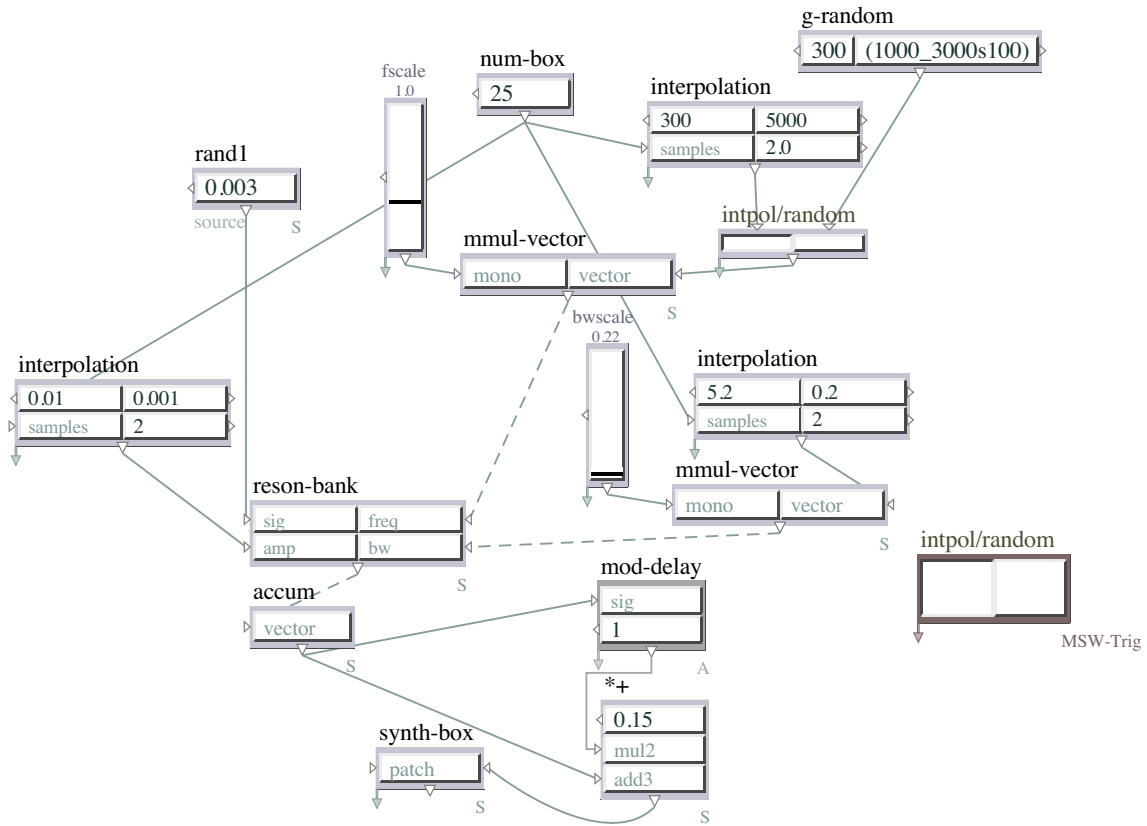 g-random
300 (1000_3000s100)
num-box
25
fscale
1.0
interpolation
300 5000
samples 2.0
rand1
0.003
source S
intpol/random
mmul-vector
mono vector
S
bwscale
0.22
interpolation
0.01 0.001
samples 2
interpolation
5.2 0.2
samples 2
mmul-vector
mono vector
S
reson-bank
sig freq
amp bw
S
intpol/random
MSW-Trig
mod-delay
sig
1
A
accum
vector
S
*+
0.15
mul2
add3
S
synth-box
patch
S